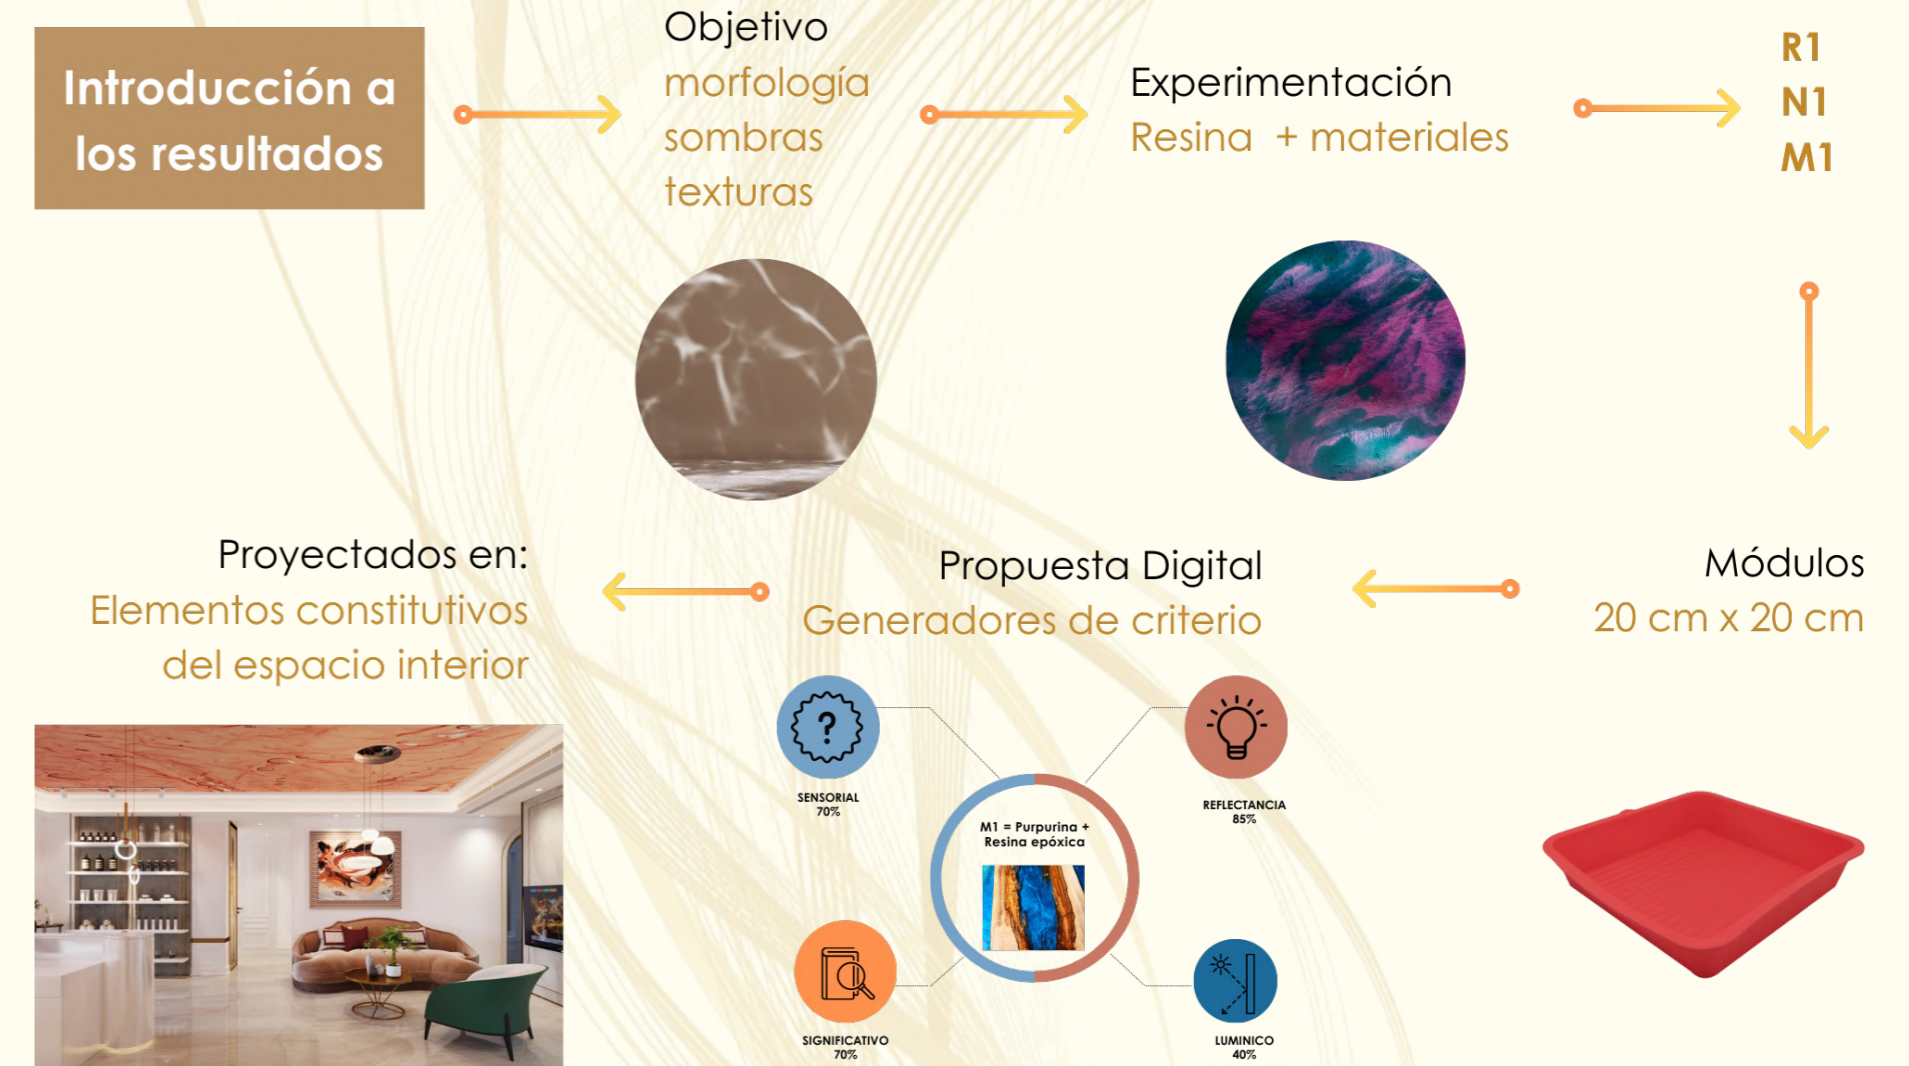 Introducción a
los resultados
Objetivo
morfología
sombras
texturas
Experimentación
Resina + materiales
R1
N1
M1
Módulos
20 cm x 20 cm
Propuesta Digital
Generadores de criterio
SENSORIAL
70%
REFLECTANCIA
85%
M1 = Purpurina +
Resina epóxica
SIGNIFICATIVO
70%
LUMINICO
40%
Proyectados en:
Elementos constitutivos
del espacio interior